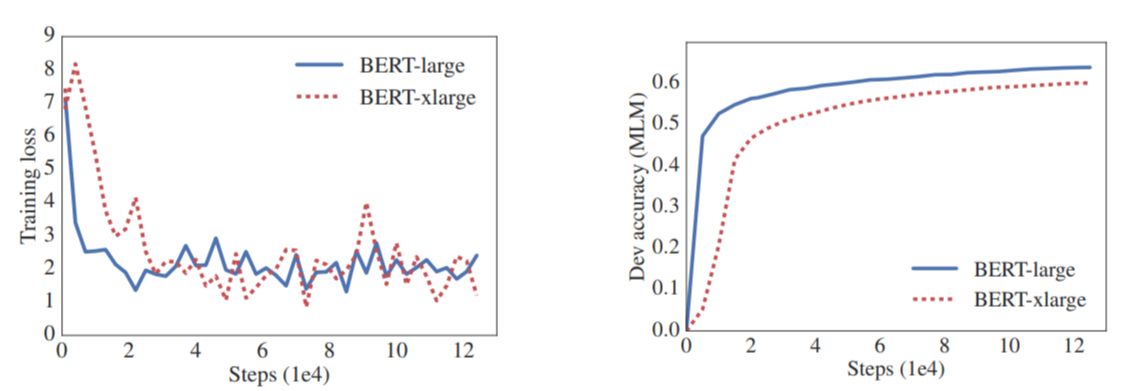 9
8
7
6
5
4
3
2
1
0
Training loss
BERT-large
BERT-xlarge
0 2 4 6 8 10 12
Steps (1e4)
0.6
0.5
0.4
0.3
0.2
0.1
0.0
Dev accuracy (MLM)
BERT-large
BERT-xlarge
0 2 4 6 8 10 12
Steps (1e4)